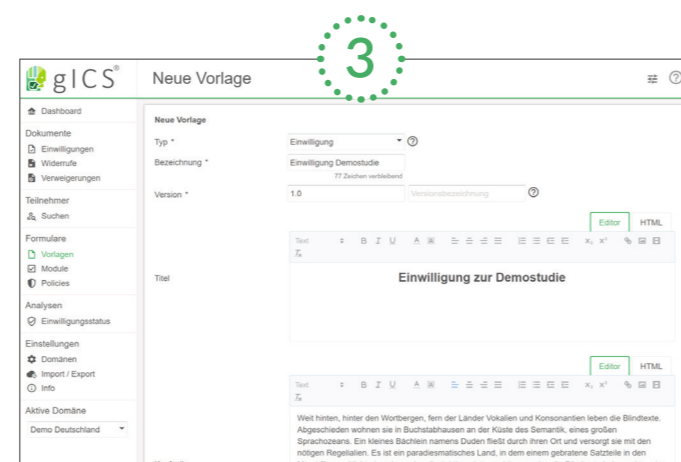 3
gICS®
Neue Vorlage
Dashboard
Dokumente
Einwilligungen
Widerrufe
Verweigerungen
Teilnehmer
Suchen
Formulare
Vorlagen
Module
Policies
Analysen
Einwilligungsstatus
Einstellungen
Domänen
Import / Export
Info
Aktive Domäne
Demo Deutschland
Neue Vorlage
Typ *
Einwilligung
Bezeichnung *
Einwilligung Demostudie
77 Zeichen verbleibend
Version *
1.0
Versionsbezeichnung
Editor HTML
Text B I U A
Titel
Einwilligung zur Demostudie
Editor HTML
Text B I U A
Weit hinten, hinter den Wortbergen, fern der Länder Vokalien und Konsonantien leben die Blindtexte.
Abgeschieden wohnen sie in Buchstabhausen an der Küste des Semantik, eines großen
Sprachozeans. Ein kleines Bächlein namens Duden fließt durch ihren Ort und versorgt sie mit den
nötigen Regelialien. Es ist ein paradiesmatisches Land, in dem einem gebratene Satzteile in den